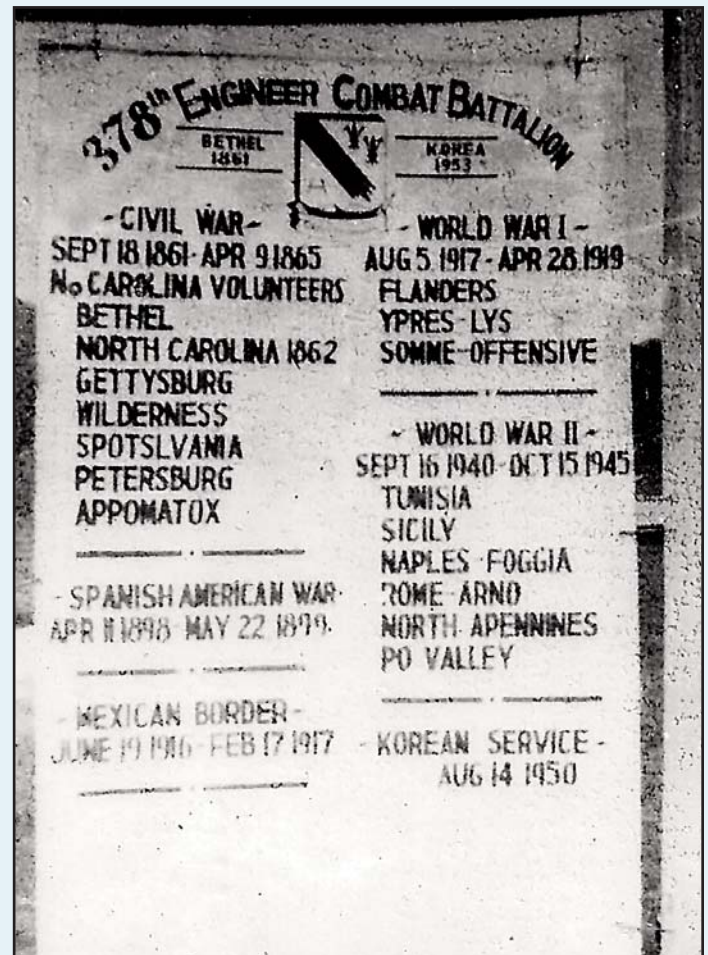 378th ENGINEER COMBAT BATTALION
BETHEL
1861
KOREA
1953
- CIVIL WAR -
SEPT 18 1861 - APR 9 1865
No CAROLINA VOLUNTEERS
BETHEL
NORTH CAROLINA 1862
GETTYSBURG
WILDERNESS
SPOTSLVANIA
PETERSBURG
APPOMATOX
- SPANISH AMERICAN WAR -
APR 11 1898 - MAY 22 1899
- MEXICAN BORDER -
JUNE 19 1916 - FEB 17 1917
- WORLD WAR I -
AUG 5 1917 - APR 28 1919
FLANDERS
YPRES - LYS
SOMME - OFFENSIVE
~ WORLD WAR II ~
SEPT 16 1940 - OCT 15 1945
TUNISIA
SICILY
NAPLES - FOGGIA
ROME - ARNO
NORTH APENNINES
PO VALLEY
- KOREAN SERVICE -
AUG 14 1950